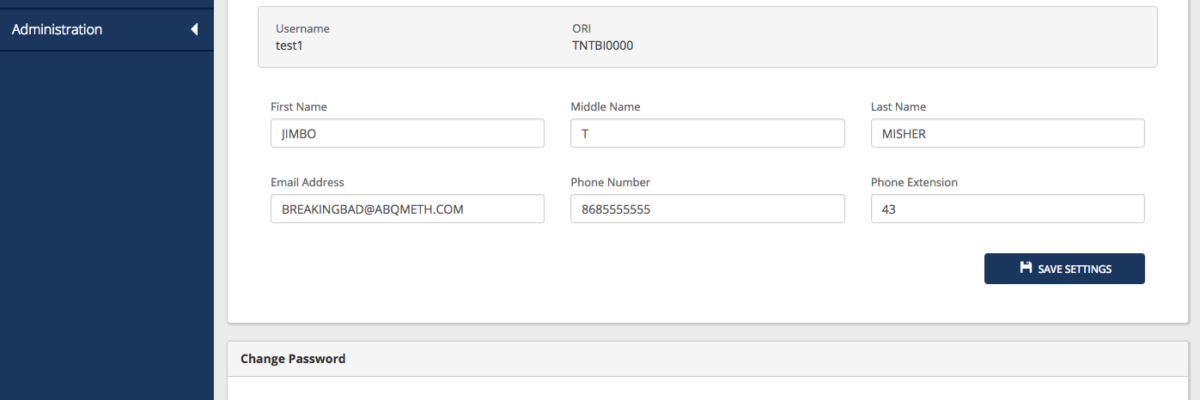 Administration
Username ORI
test1 TNTBI0000
First Name Middle Name Last Name
JIMBO T MISHER
Email Address Phone Number Phone Extension
BREAKINGBAD@ABQMETH.COM 8685555555 43
SAVE SETTINGS
Change Password